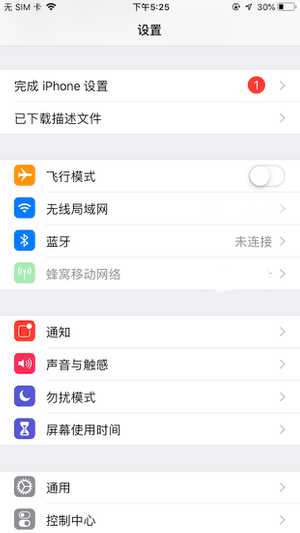 无 SIM 卡 下午5:25 30%
设置
完成 iPhone 设置 1
已下载描述文件
飞行模式
无线局域网
蓝牙 未连接
蜂窝移动网络
通知
声音与触感
勿扰模式
屏幕使用时间
通用
控制中心